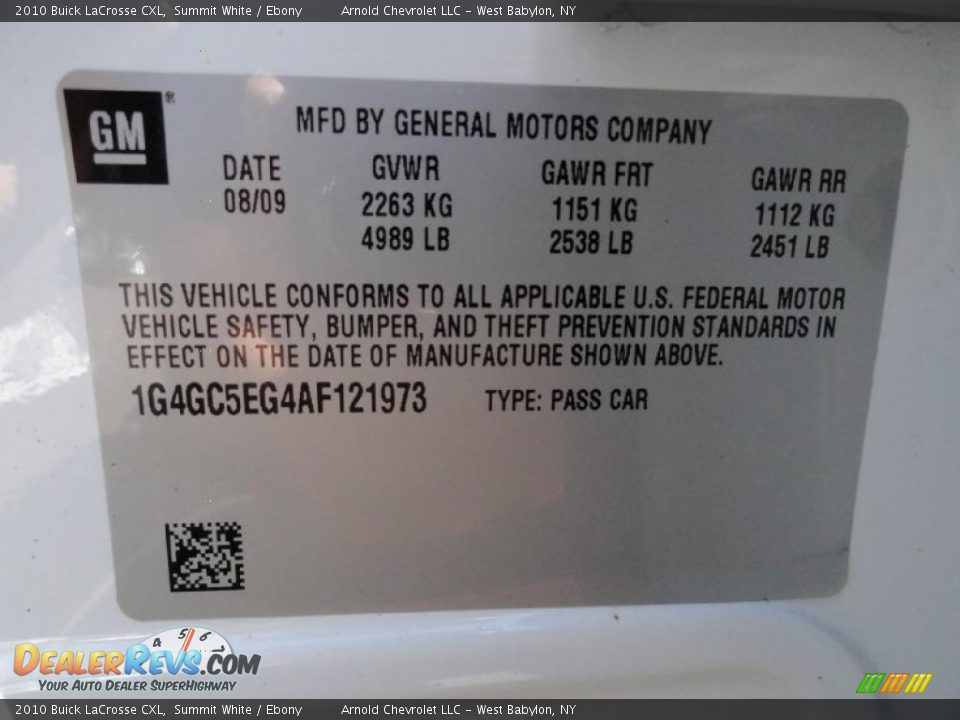 2010 Buick LaCrosse CXL, Summit White / Ebony Arnold Chevrolet LLC - West Babylon, NY
GM ®
MFD BY GENERAL MOTORS COMPANY
DATE GVWR GAWR FRT GAWR RR
08/09 2263 KG 1151 KG 1112 KG
4989 LB 2538 LB 2451 LB
THIS VEHICLE CONFORMS TO ALL APPLICABLE U.S. FEDERAL MOTOR
VEHICLE SAFETY, BUMPER, AND THEFT PREVENTION STANDARDS IN
EFFECT ON THE DATE OF MANUFACTURE SHOWN ABOVE.
1G4GC5EG4AF121973 TYPE: PASS CAR
4 5 6
DealerRevs.com
Your Auto Dealer SuperHighway
2010 Buick LaCrosse CXL, Summit White / Ebony Arnold Chevrolet LLC - West Babylon, NY